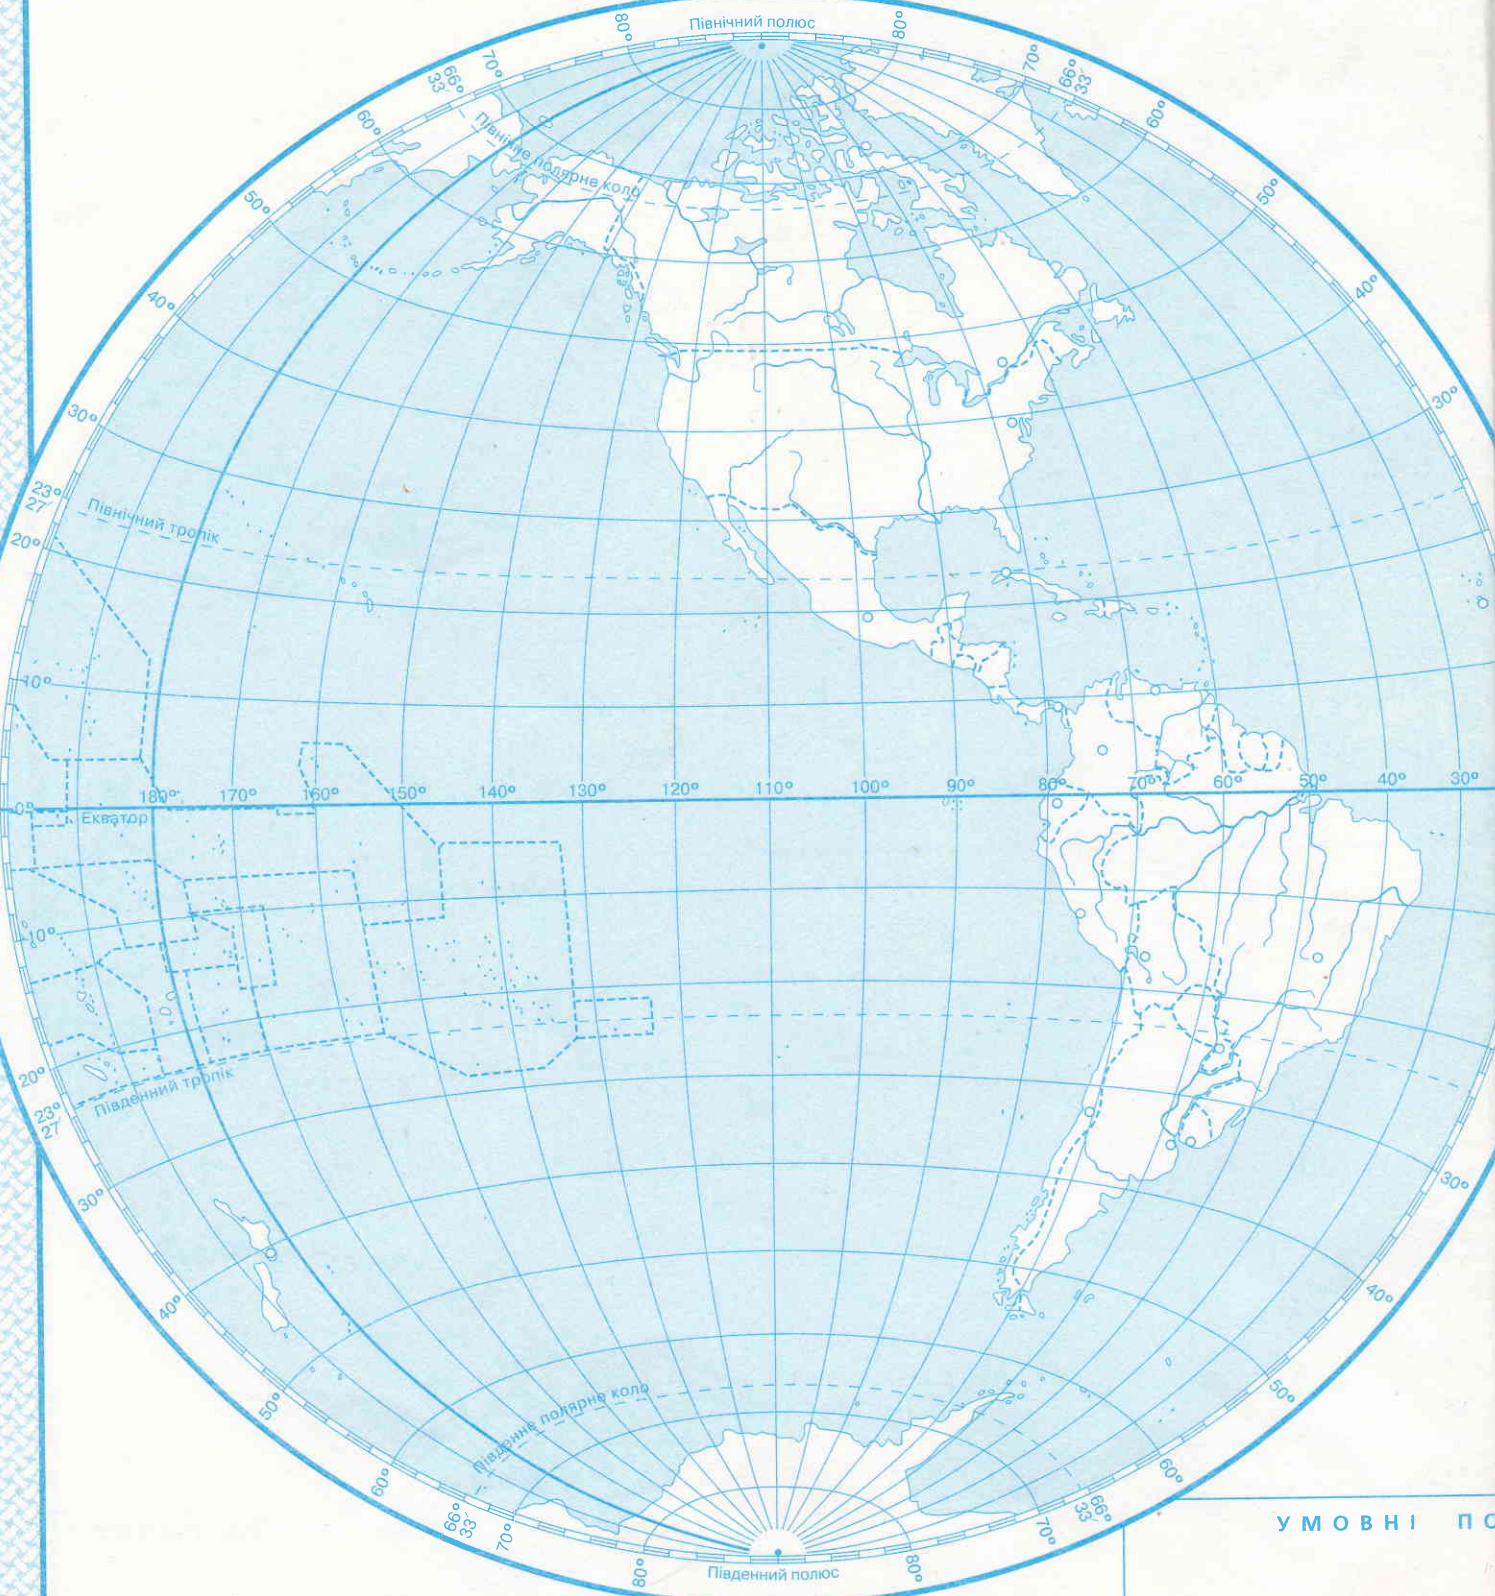 Північний полюс
80° 80°
70° 70°
66° 33′ 66° 33′
60° 60°
Північне полярне коло
50° 50°
40° 40°
30° 30°
23° 27′
Північний тропік
20°
10°
180° 170° 160° 150° 140° 130° 120° 110° 100° 90° 80° 70° 60° 50° 40° 30°
0°
Екватор
10°
20°
Південний тропік
23° 27′
30° 30°
40° 40°
50° 50°
Південне полярне коло
60° 60°
66° 33′ 66° 33′
70° 70°
80° 80°
Південний полюс
УМОВНІ ПО